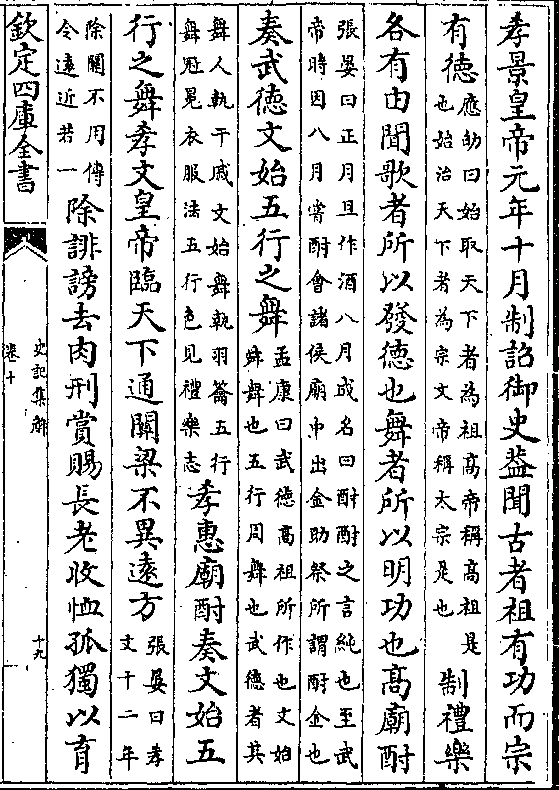 孝景皇帝元年十月制詔御史葢聞古者祖有功而宗
有德應劭曰始取天下者為祖高帝稱高祖是
也始治天下者為宗文帝稱太宗是也制禮樂
各有由聞歌者所以發德也舞者所以明功也髙廟酎
張晏曰正月旦作酒八月成名曰酎酎之言純也至武
帝時因八月嘗酎會諸侯廟中出金助祭所謂酎金也
奏武德文始五行之舞孟康曰武德髙祖所作也文始
舜舞也五行周舞也武德者其
舞人執干戚文始舞執羽籥五行
舞冠冕衣服法五行色見禮樂志孝惠廟酎奏文始五
行之舞孝文皇帝臨天下通關梁不異遠方張晏曰孝
文十二年
除關不用傳
令遠近若一除誹謗去肉刑賞賜長老收恤孤獨以育
欽定四庫全書
史記集解
卷十
十九